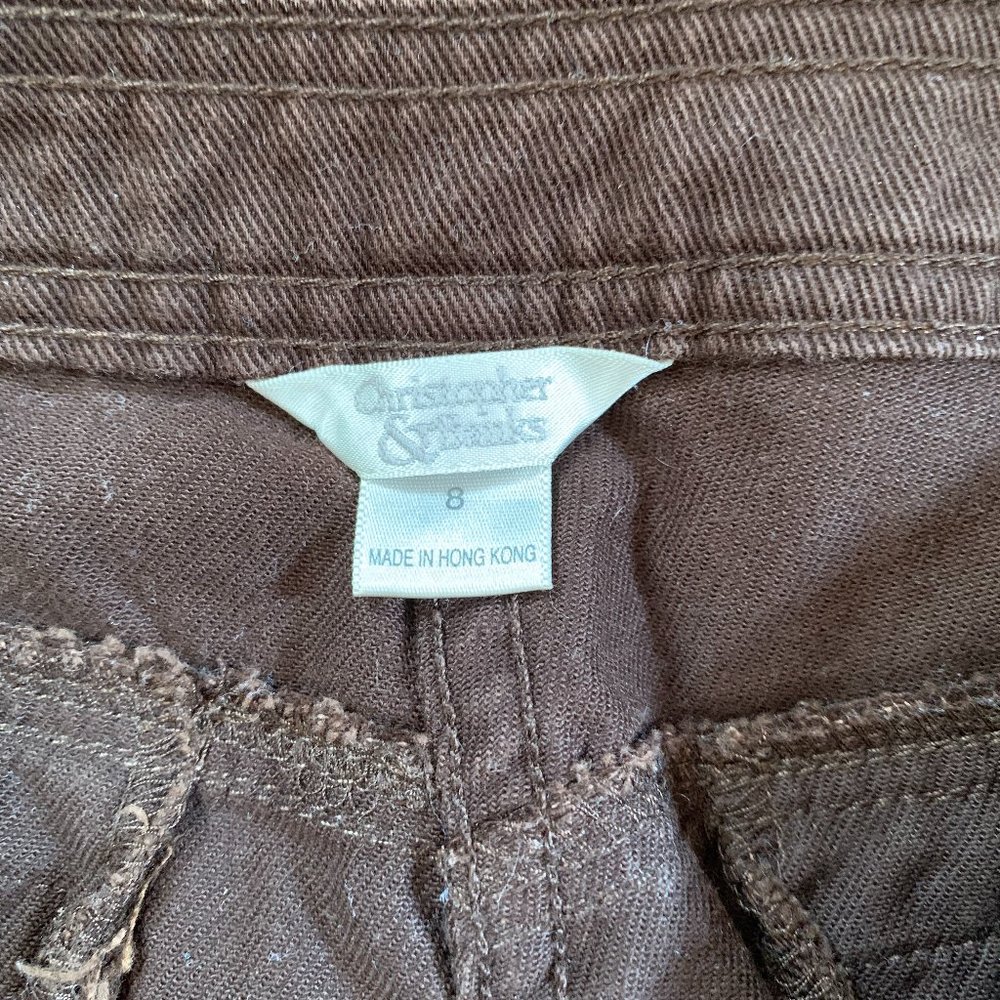 Christopher
& Banks
8
MADE IN HONG KONG